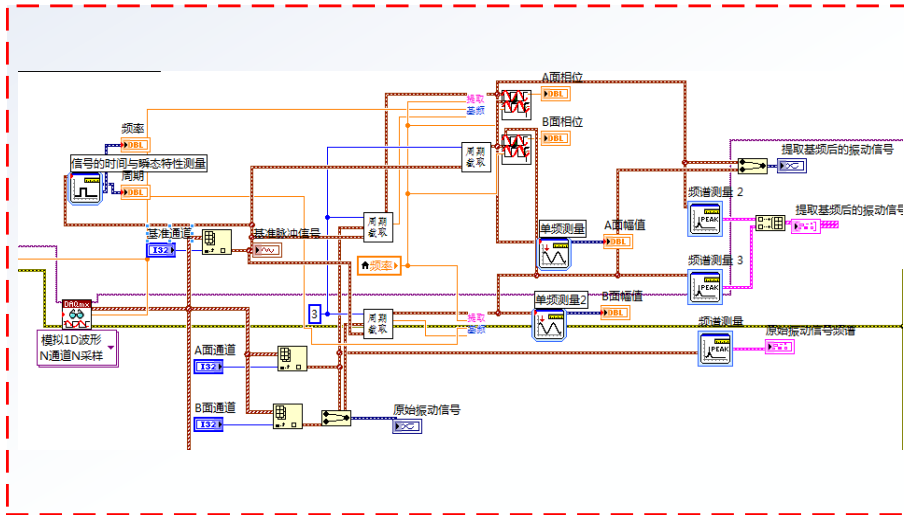 A面相位
提取
基频
频率
DBL
DBL
B面相位
DBL
信号的时间与瞬态特性测量
周期
截取
提取基频后的振动信号
周期
DBL
频谱测量 2
基准通道
基准脉冲信号
周期
截取
单频测量
A面幅值
PEAK
提取基频后的振动信号
I32
DBL
频率
频谱测量 3
DAQmx
单频测量2
B面幅值
PEAK
3
周期
截取
提取
基频
DBL
频谱测量
原始振动信号频谱
模拟1D波形
N通道N采样
A面通道
PEAK
I32
B面通道
原始振动信号
I32